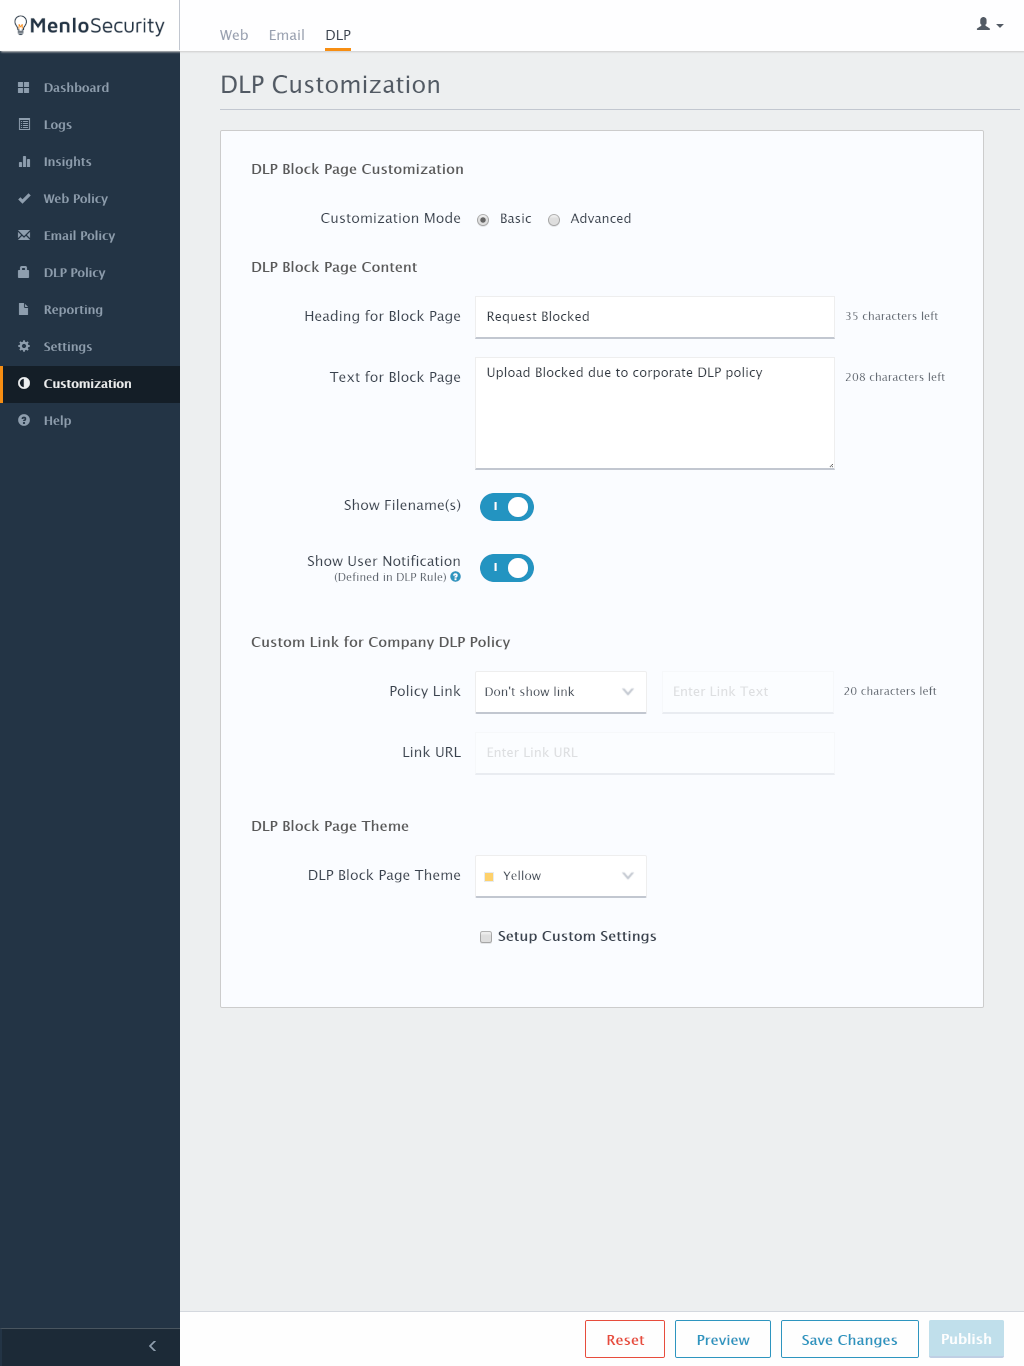 MenloSecurity
Web Email DLP
Dashboard
Logs
Insights
Web Policy
Email Policy
DLP Policy
Reporting
Settings
Customization
Help
DLP Customization
DLP Block Page Customization
Customization Mode Basic Advanced
DLP Block Page Content
Heading for Block Page Request Blocked 35 characters left
Text for Block Page Upload Blocked due to corporate DLP policy 208 characters left
Show Filename(s)
Show User Notification
(Defined in DLP Rule)
Custom Link for Company DLP Policy
Policy Link Don't show link Enter Link Text 20 characters left
Link URL Enter Link URL
DLP Block Page Theme
DLP Block Page Theme Yellow
Setup Custom Settings
Reset Preview Save Changes Publish